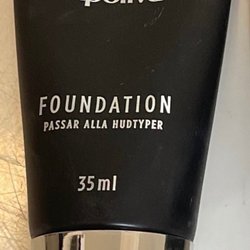 FOUNDATION
PASSAR ALLA HUDTYPER
35ml